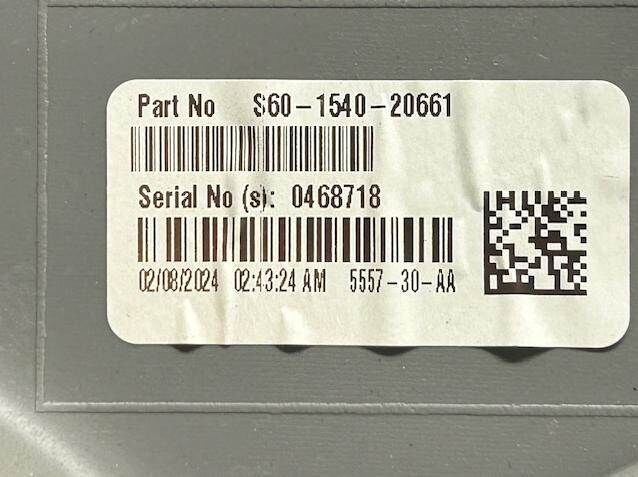 Part No S60-1540-20661
Serial No (s): 0468718
02/08/2024 02:43:24 AM 5557-30-AA